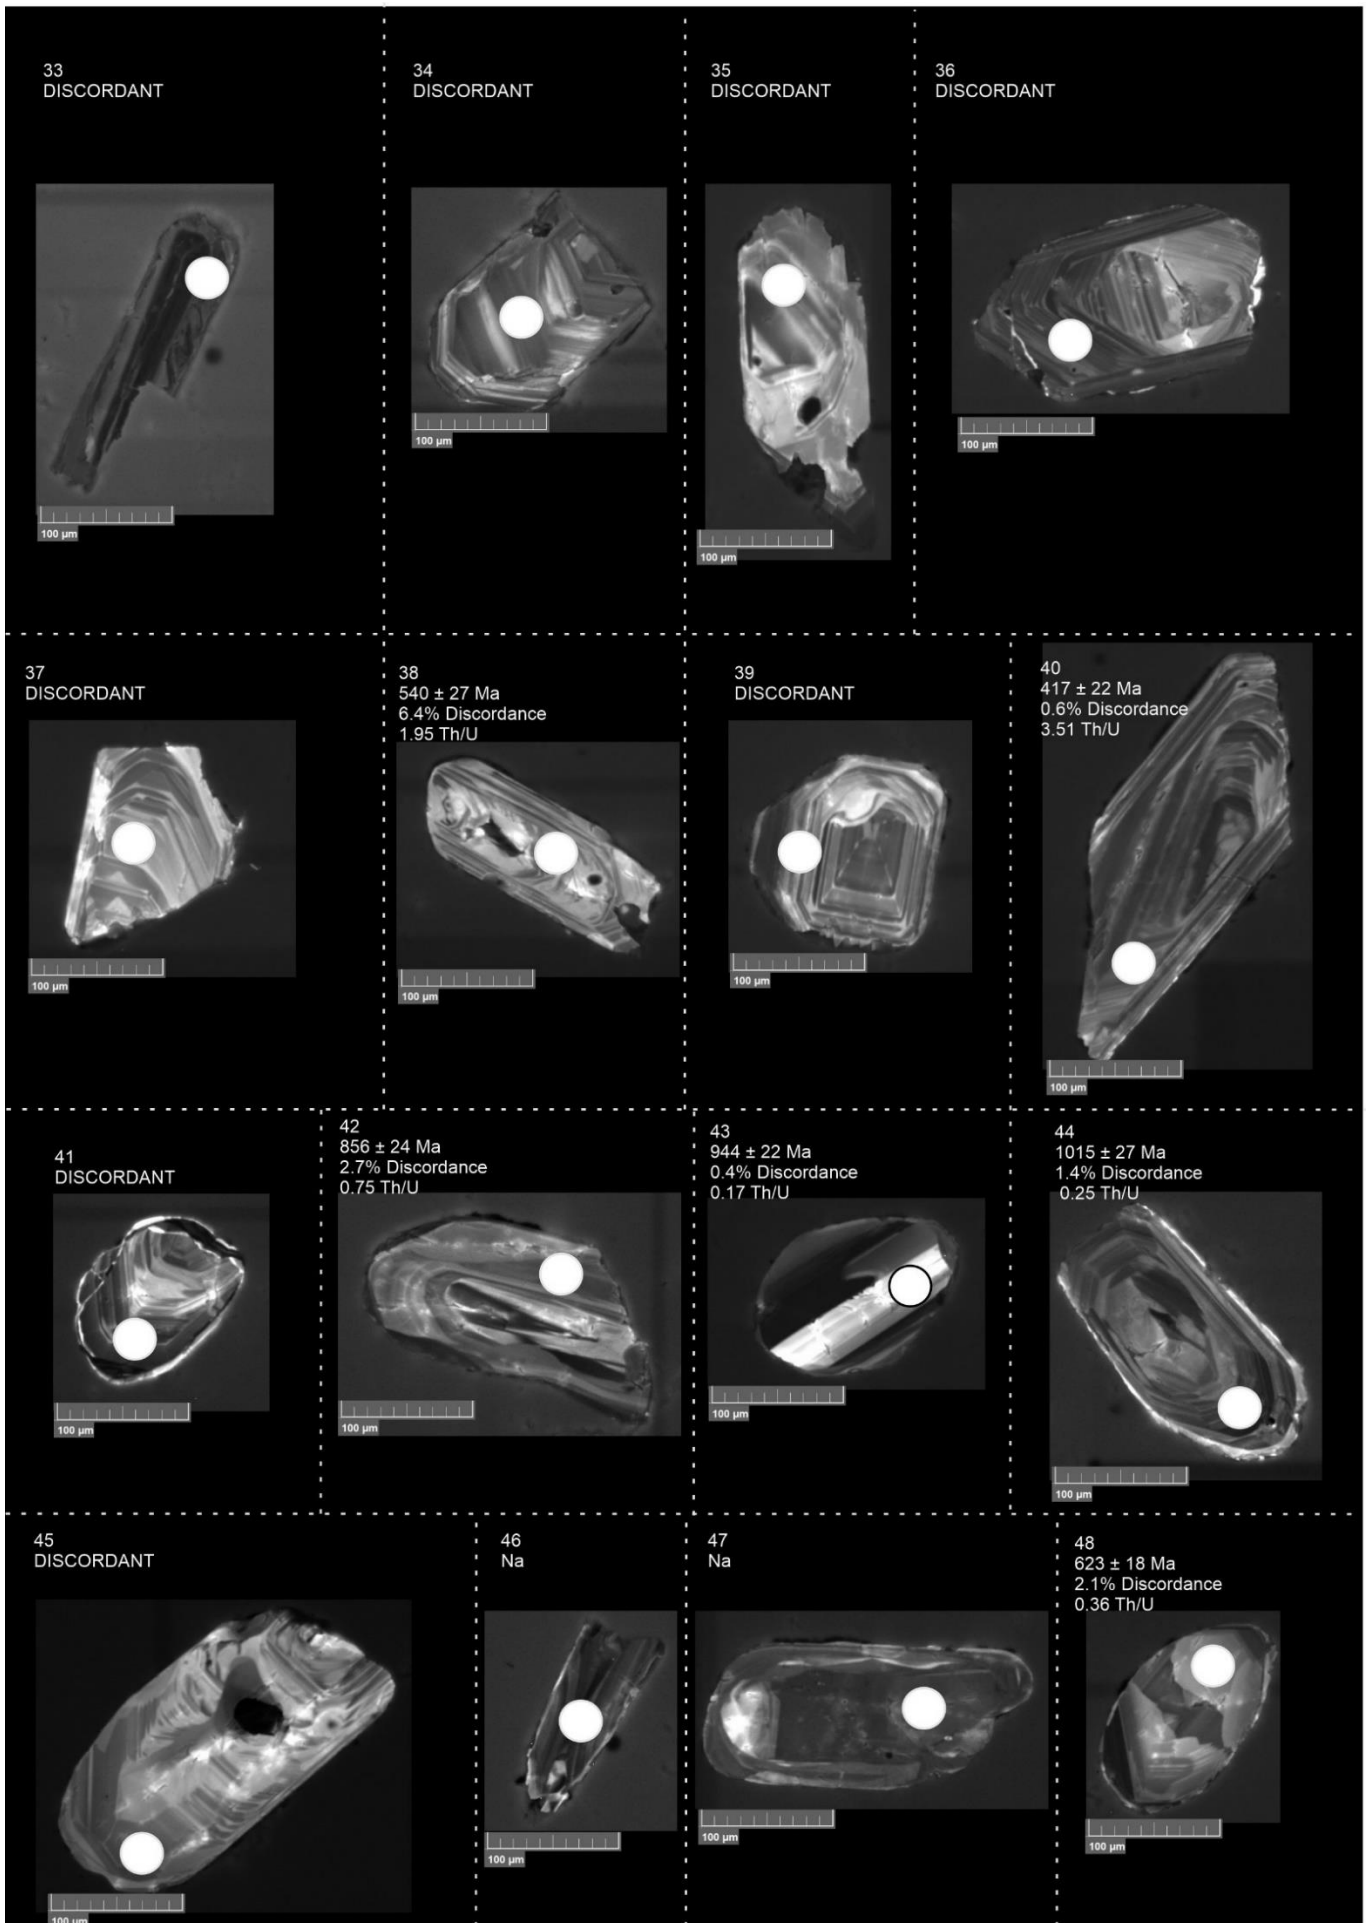 33
DISCORDANT
34
DISCORDANT
35
DISCORDANT
36
DISCORDANT
100 µm
100 µm
100 µm
100 µm
37
DISCORDANT
38
540 ± 27 Ma
6.4% Discordance
1.95 Th/U
39
DISCORDANT
40
417 ± 22 Ma
0.6% Discordance
3.51 Th/U
100 µm
100 µm
100 µm
100 µm
41
DISCORDANT
42
856 ± 24 Ma
2.7% Discordance
0.75 Th/U
43
944 ± 22 Ma
0.4% Discordance
0.17 Th/U
44
1015 ± 27 Ma
1.4% Discordance
0.25 Th/U
100 µm
100 µm
100 µm
100 µm
45
DISCORDANT
46
Na
47
Na
48
623 ± 18 Ma
2.1% Discordance
0.36 Th/U
100 µm
100 µm
100 µm
100 µm